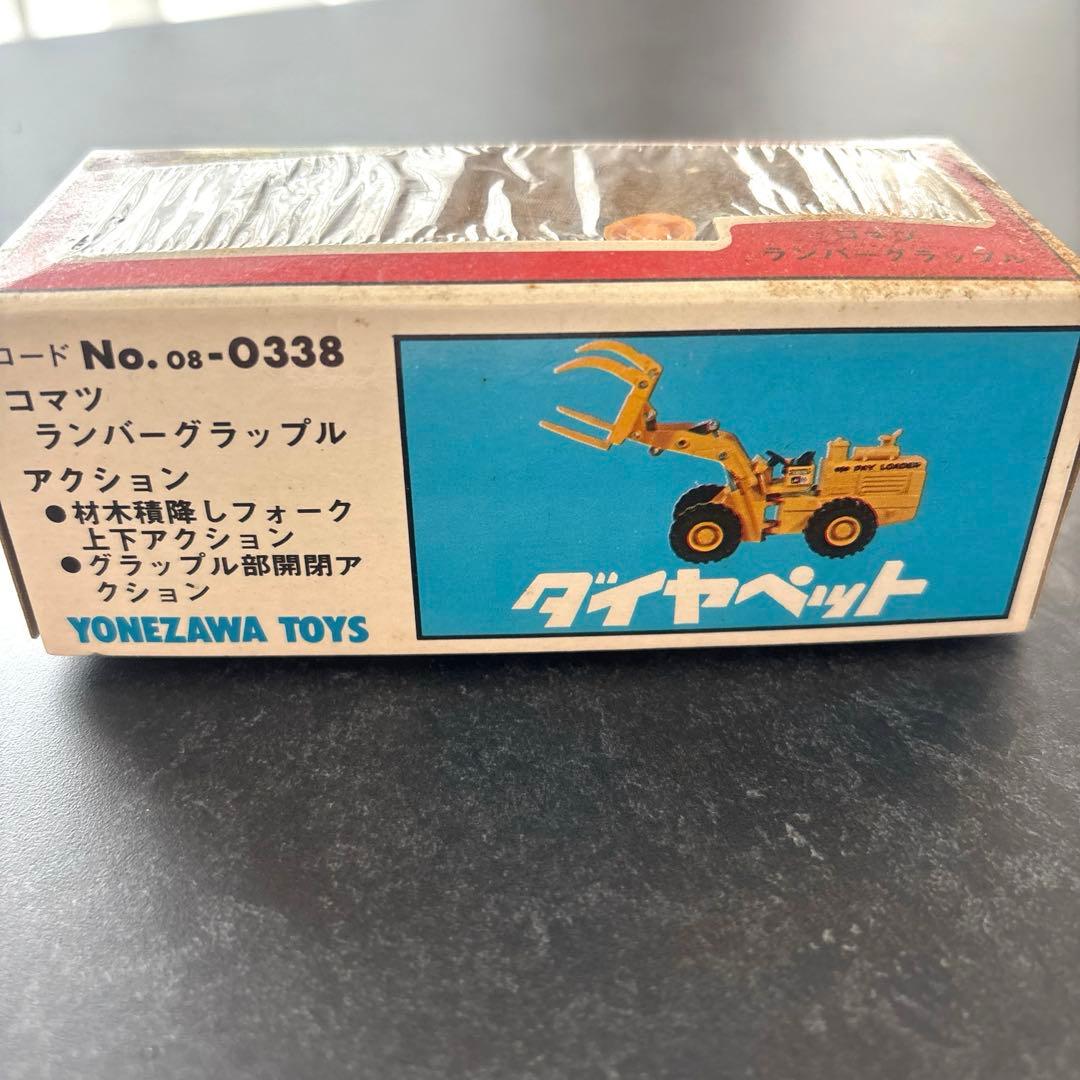 コマツ
ランバーグラップル
コード No. 08-0338
コマツ
ランバーグラップル
アクション
●材木積降しフォーク
上下アクション
●グラップル部開閉ア
クション
YONEZAWA TOYS
PAY LOADER
ダイヤペット